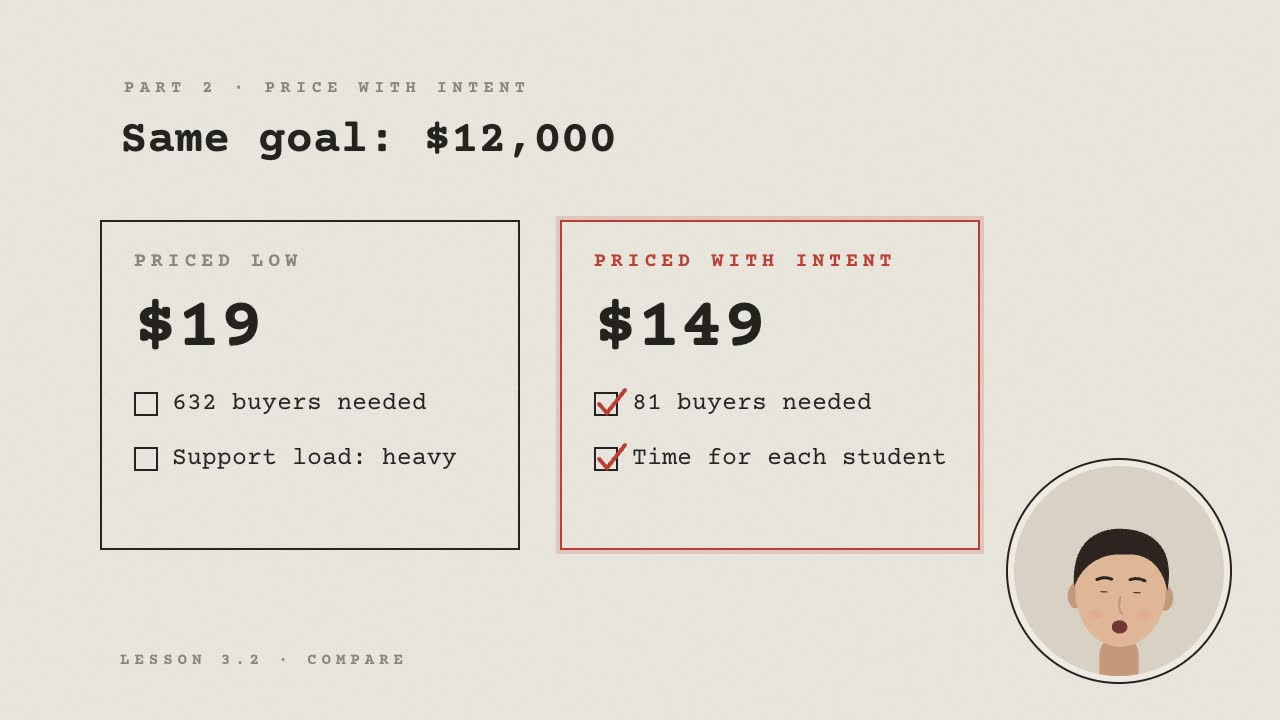 PART 2 · PRICE WITH INTENT
Same goal: $12,000
PRICED LOW
$19
632 buyers needed
Support load: heavy
PRICED WITH INTENT
$149
81 buyers needed
Time for each student
LESSON 3.2 · COMPARE